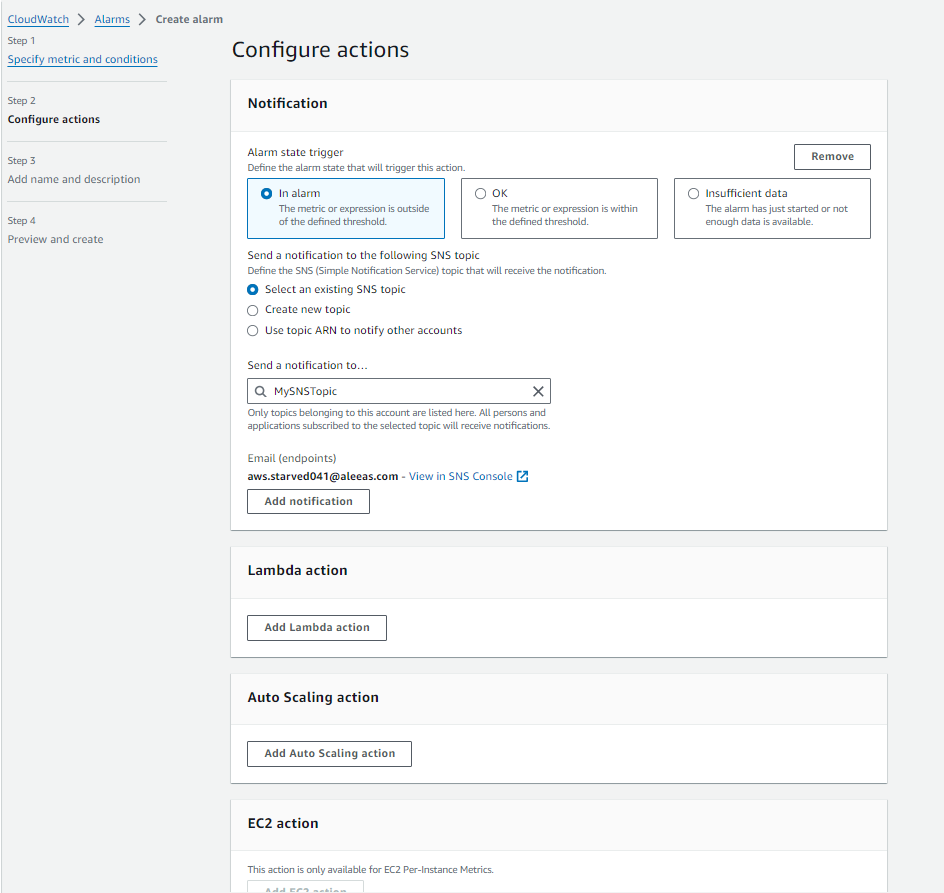 CloudWatch > Alarms > Create alarm
Step 1
Specify metric and conditions
Step 2
Configure actions
Step 3
Add name and description
Step 4
Preview and create
Configure actions
Notification
Alarm state trigger
Define the alarm state that will trigger this action.
Remove
In alarm
The metric or expression is outside
of the defined threshold.
OK
The metric or expression is within
the defined threshold.
Insufficient data
The alarm has just started or not
enough data is available.
Send a notification to the following SNS topic
Define the SNS (Simple Notification Service) topic that will receive the notification.
Select an existing SNS topic
Create new topic
Use topic ARN to notify other accounts
Send a notification to…
MySNSTopic
Only topics belonging to this account are listed here. All persons and
applications subscribed to the selected topic will receive notifications.
Email (endpoints)
aws.starved041@aleeas.com - View in SNS Console
Add notification
Lambda action
Add Lambda action
Auto Scaling action
Add Auto Scaling action
EC2 action
This action is only available for EC2 Per-Instance Metrics.
Add EC2 action